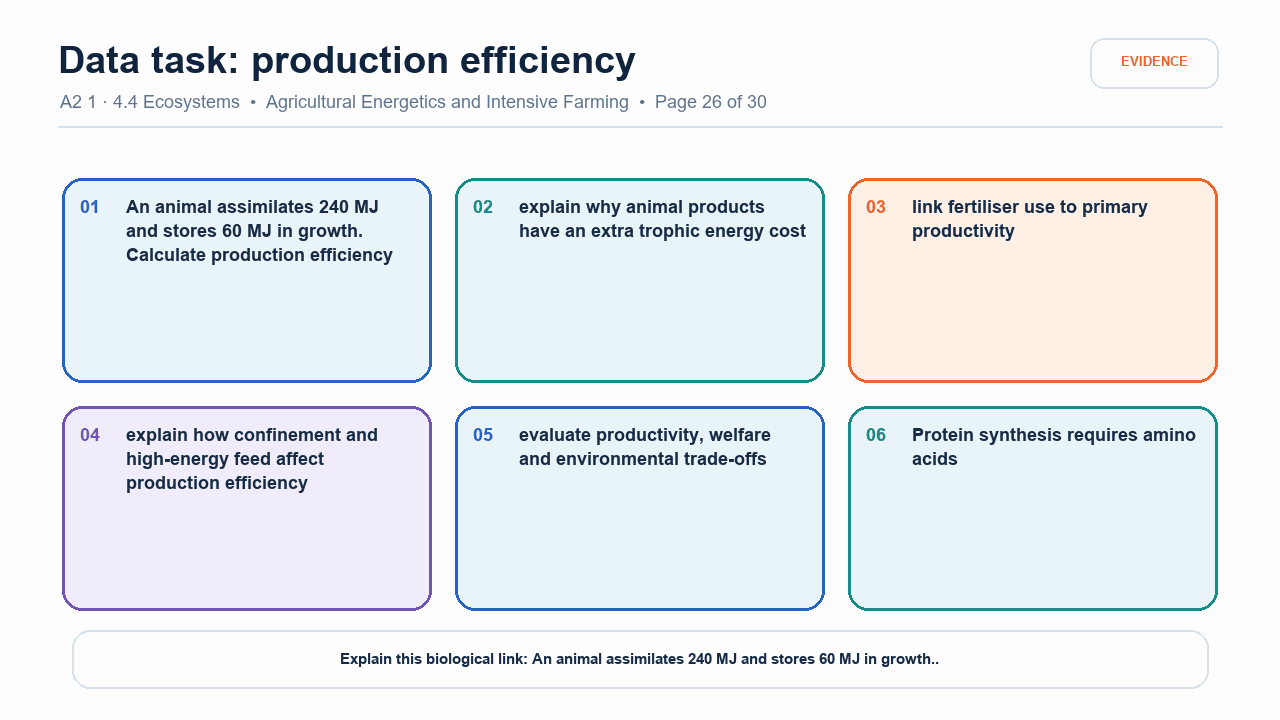 Data task: production efficiency
EVIDENCE
A2 1 · 4.4 Ecosystems • Agricultural Energetics and Intensive Farming • Page 26 of 30
01 An animal assimilates 240 MJ
and stores 60 MJ in growth.
Calculate production efficiency
02 explain why animal products
have an extra trophic energy cost
03 link fertiliser use to primary
productivity
04 explain how confinement and
high-energy feed affect
production efficiency
05 evaluate productivity, welfare
and environmental trade-offs
06 Protein synthesis requires amino
acids
Explain this biological link: An animal assimilates 240 MJ and stores 60 MJ in growth..